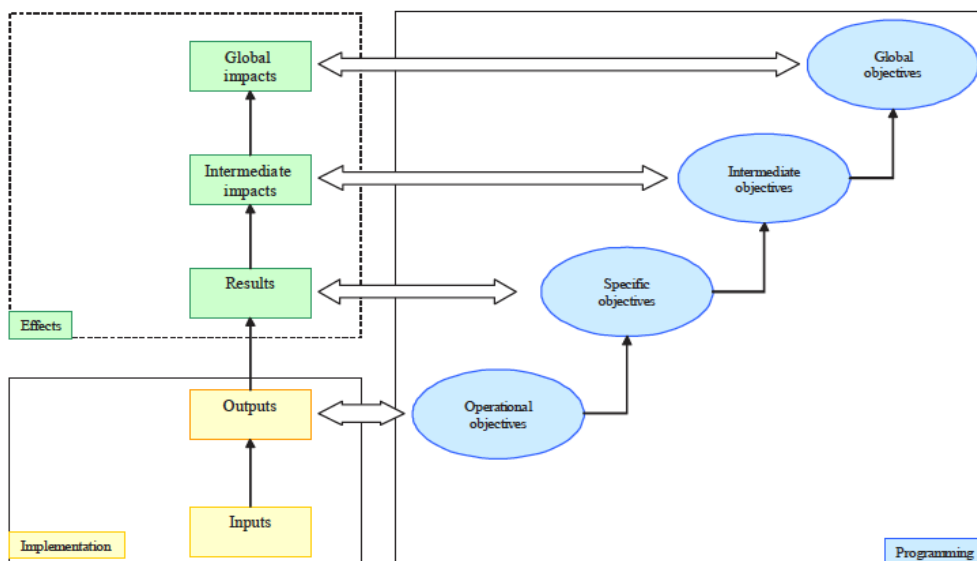 Global
impacts
Global
objectives
Intermediate
impacts
Intermediate
objectives
Results
Specific
objectives
Effects
Outputs
Operational
objectives
Inputs
Implementation
Programming